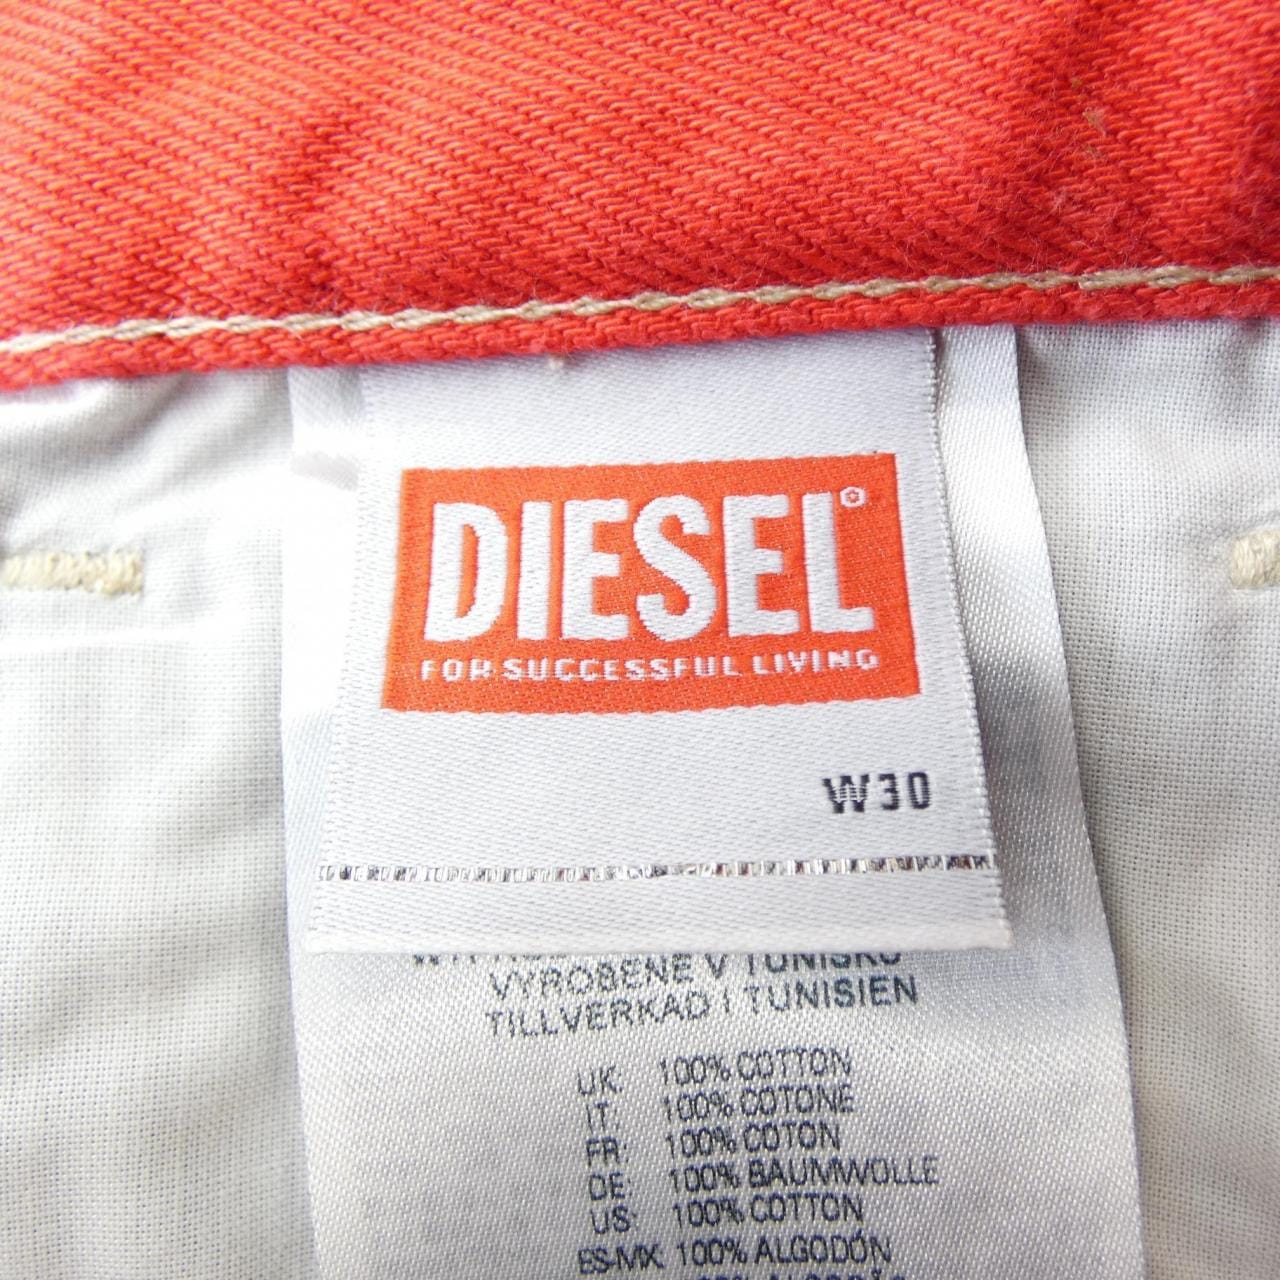 DIESEL
FOR SUCCESSFUL LIVING
W30
VYROBENE V TUNISKU
TILLVERKAD I TUNISIEN
UK: 100% COTTON
IT: 100% COTONE
FR: 100% COTON
DE: 100% BAUMWOLLE
US: 100% COTTON
ES-MX: 100% ALGODÓN